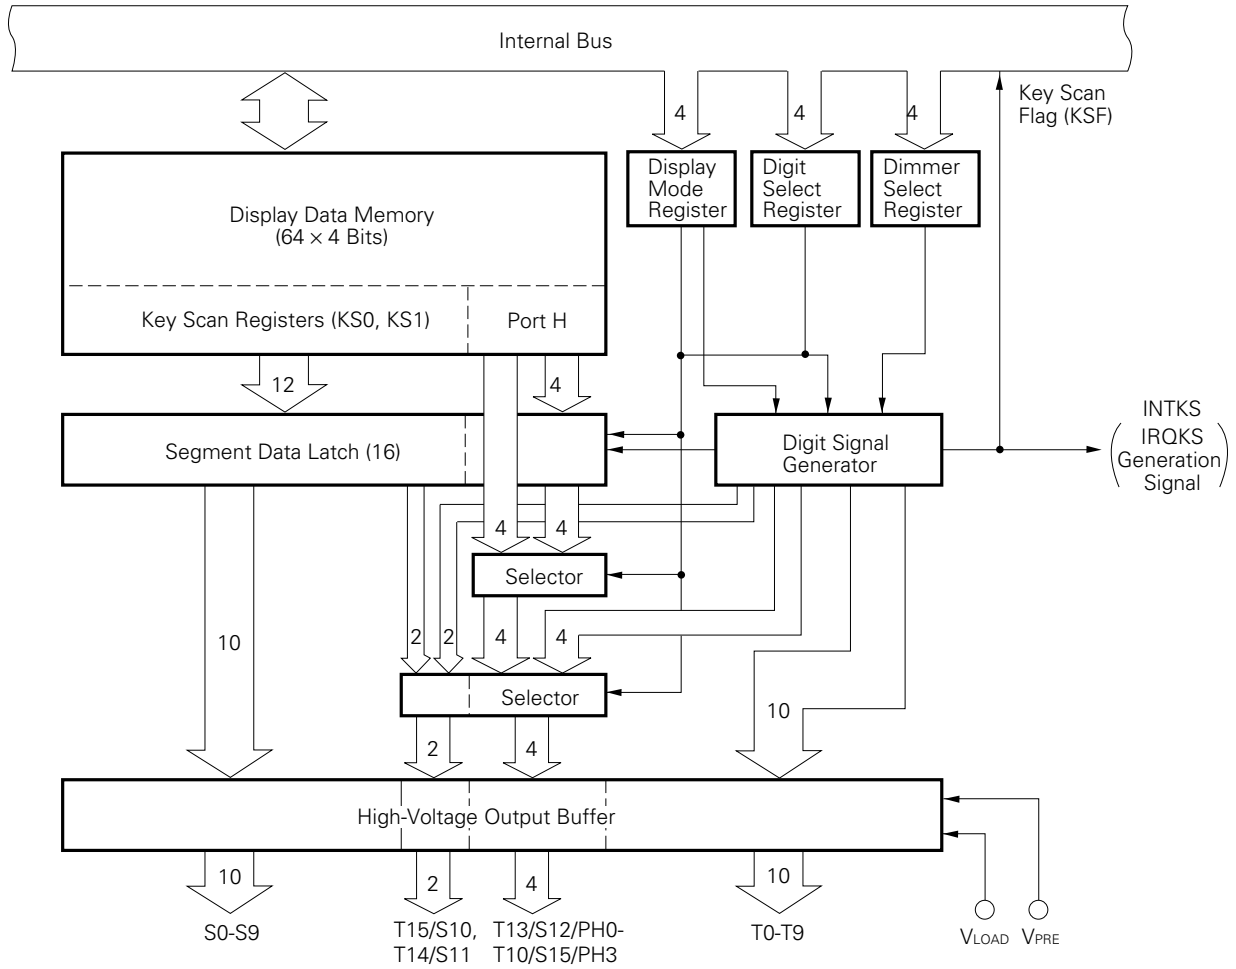 Internal Bus
Key Scan
Flag (KSF)
4
4
4
Display
Mode
Register
Digit
Select
Register
Dimmer
Select
Register
Display Data Memory
(64 × 4 Bits)
Key Scan Registers (KS0, KS1)
Port H
12
4
Segment Data Latch (16)
Digit Signal
Generator
INTKS
IRQKS
Generation
Signal
4
4
Selector
10
2
2
4
4
Selector
10
2
4
High-Voltage Output Buffer
10
2
4
10
S0-S9
T15/S10,
T14/S11
T13/S12/PH0-
T10/S15/PH3
T0-T9
VLOAD
VPRE